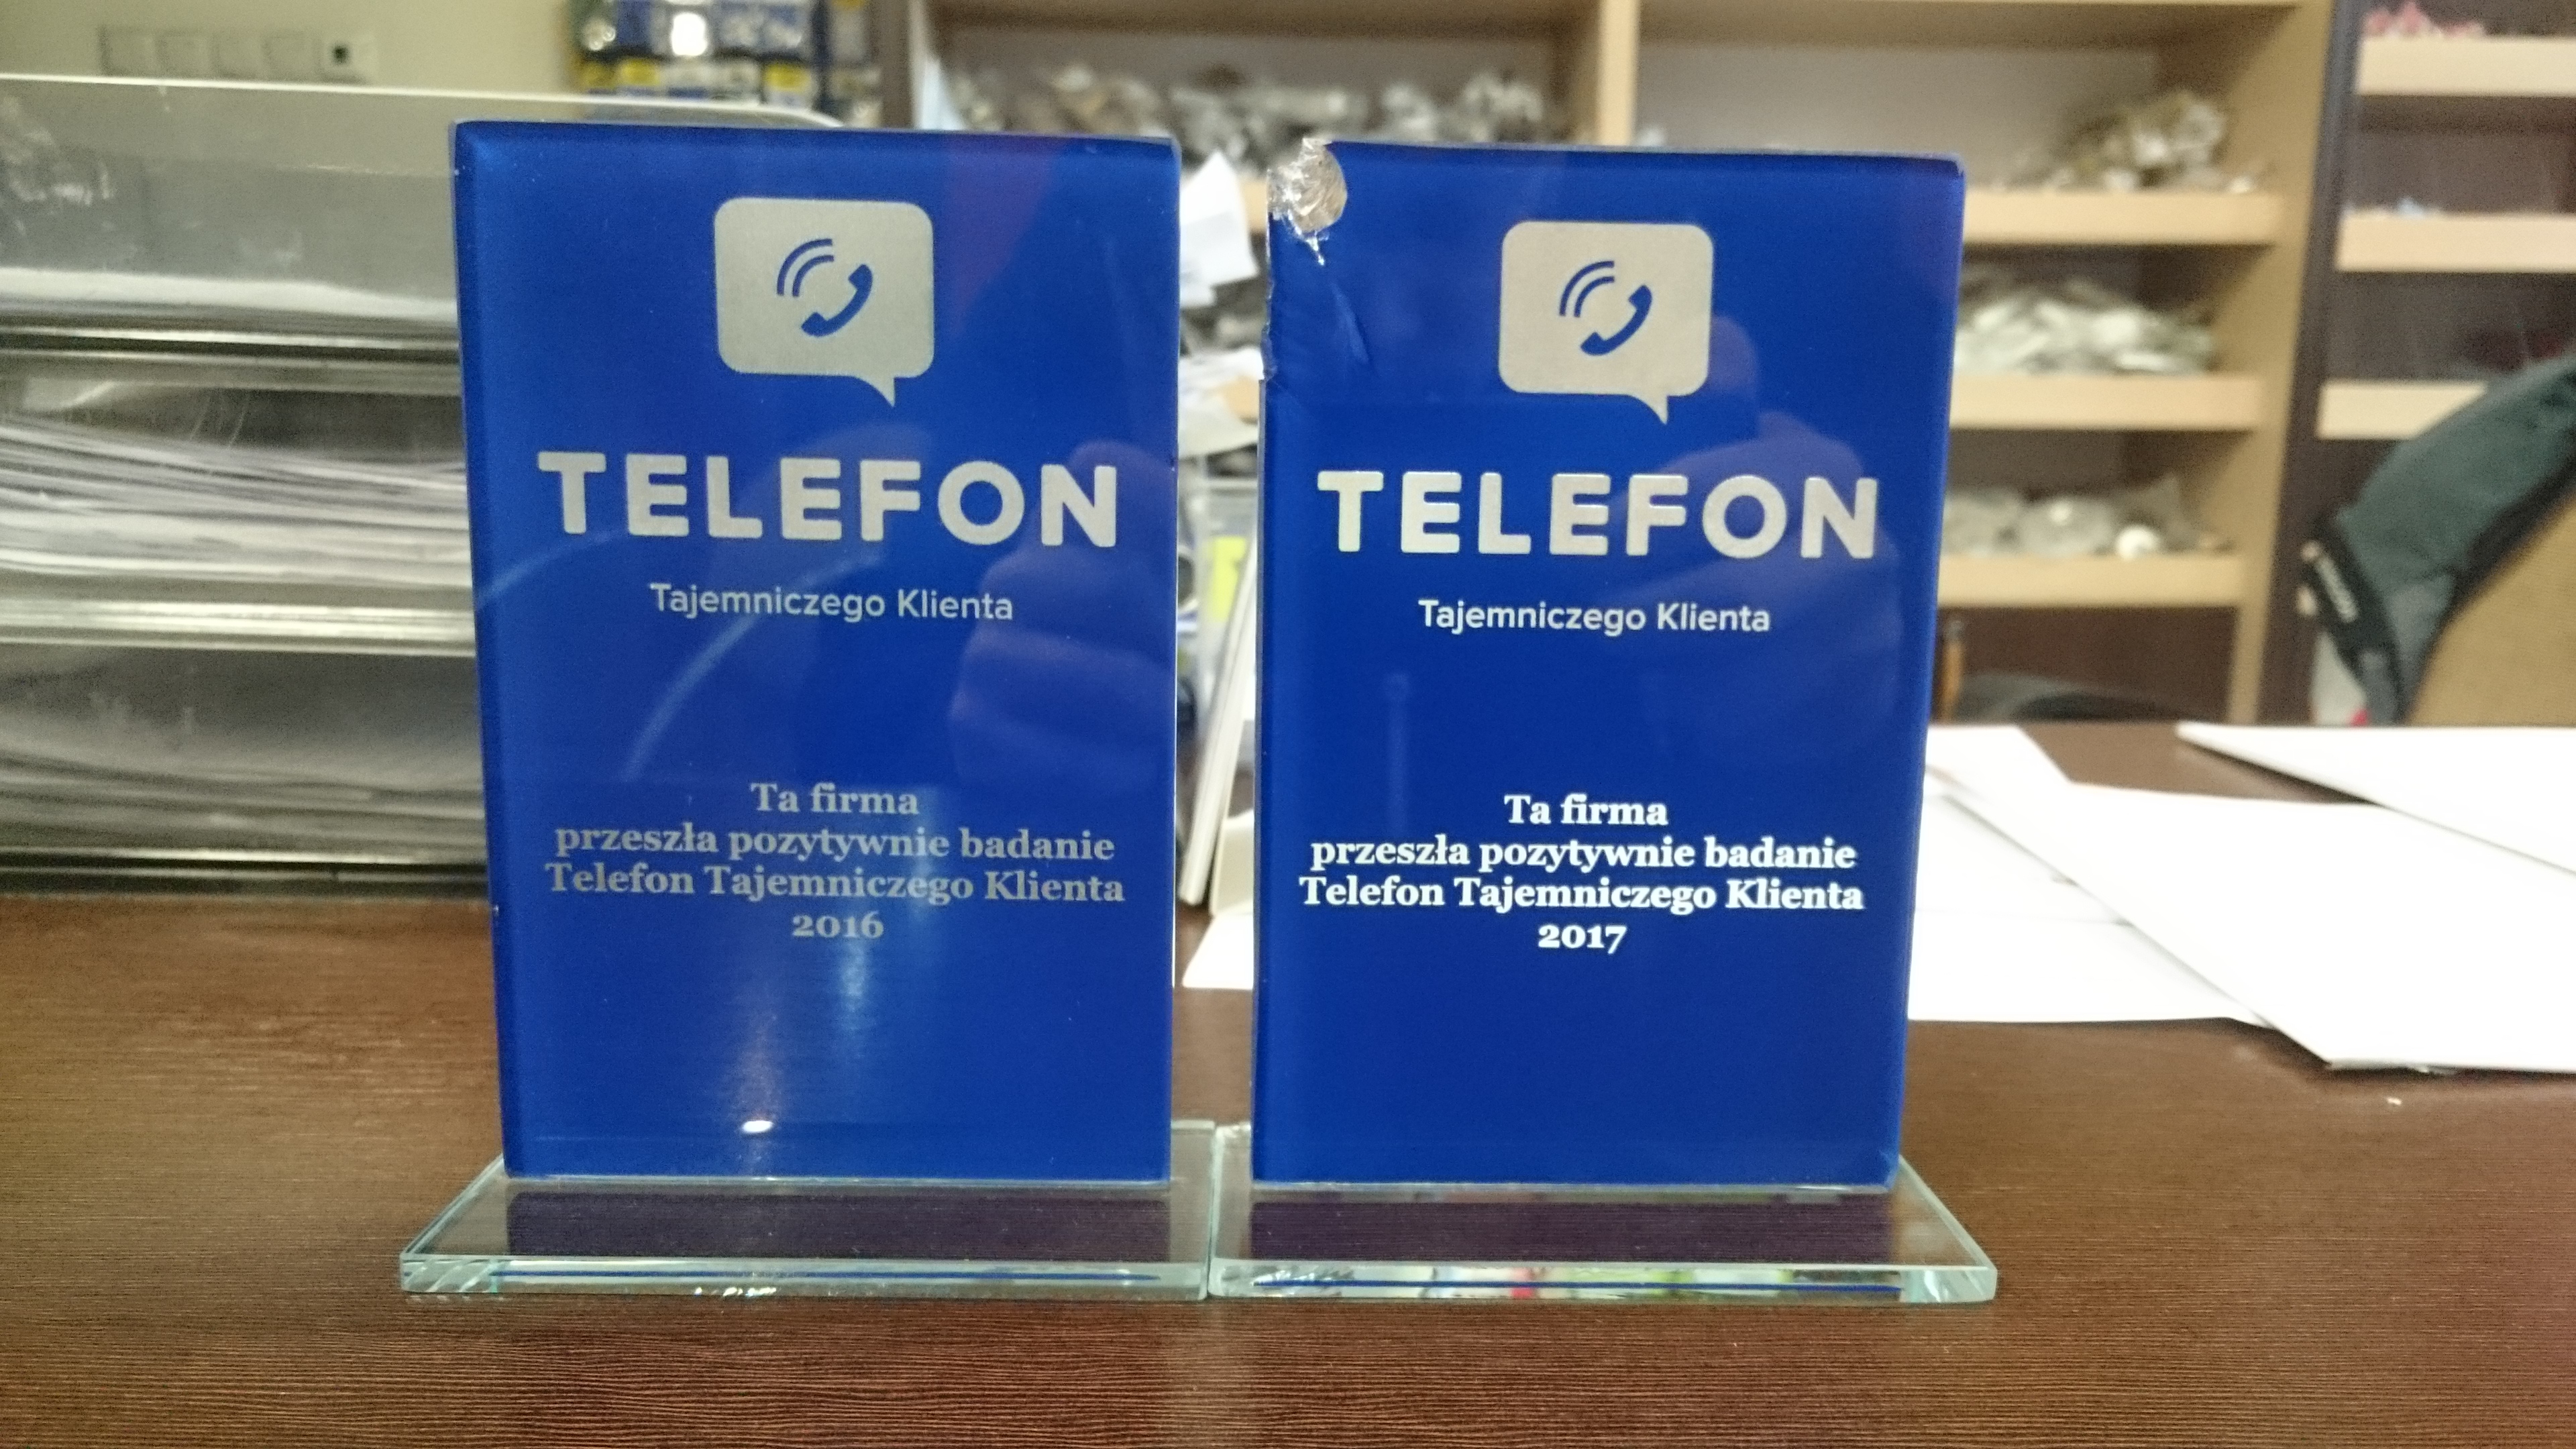 TELEFON
Tajemniczego Klienta
Ta firma
przeszła pozytywnie badanie
Telefon Tajemniczego Klienta
2016
TELEFON
Tajemniczego Klienta
Ta firma
przeszła pozytywnie badanie
Telefon Tajemniczego Klienta
2017